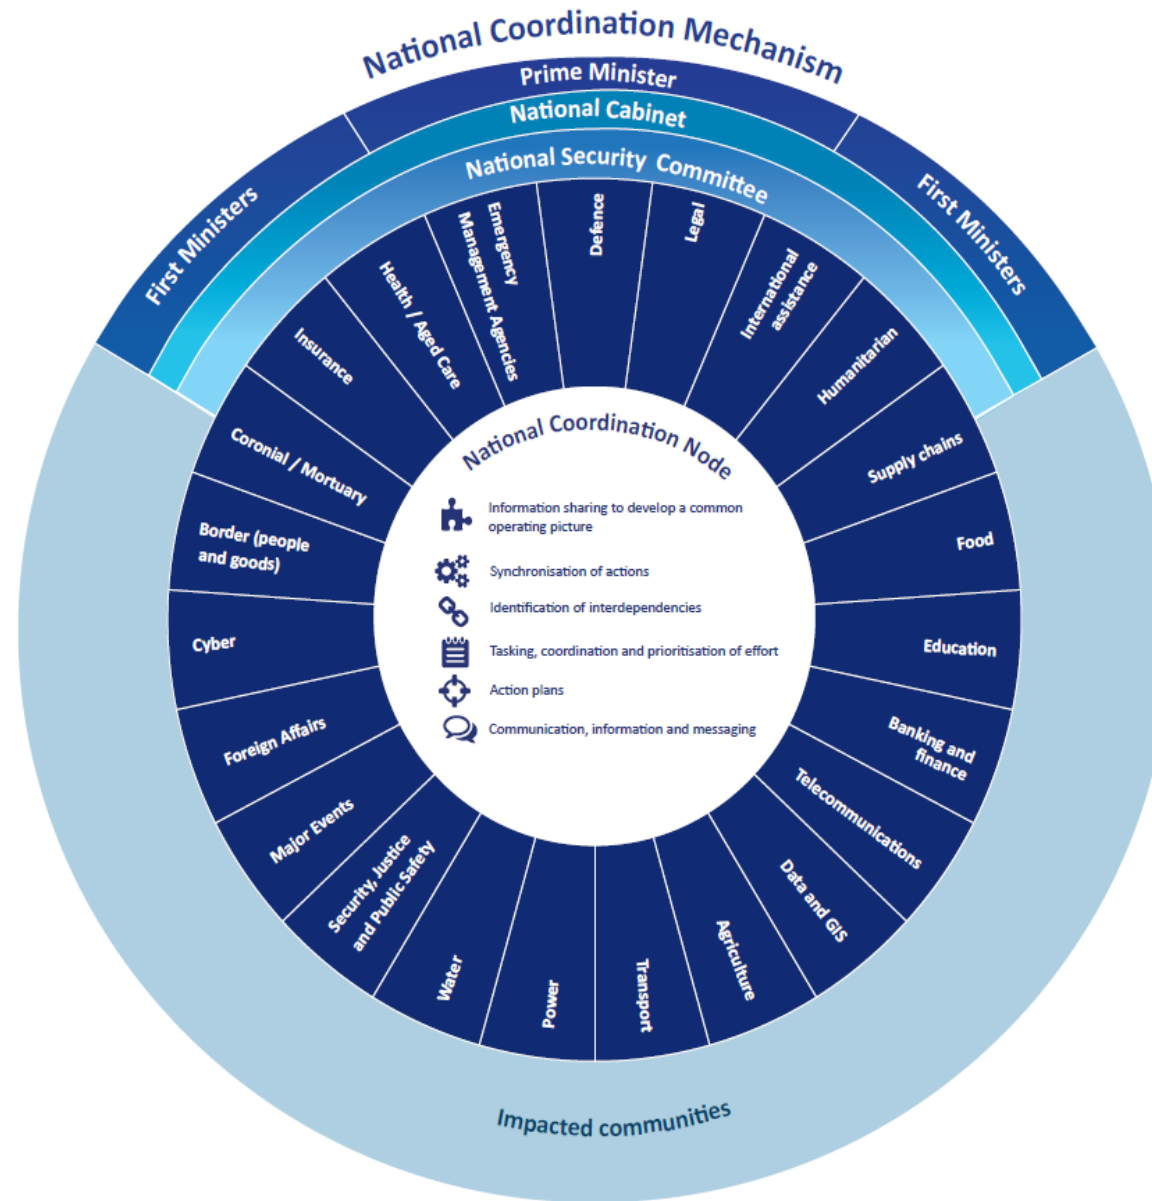 National Coordination Mechanism
Prime Minister
First Ministers
First Ministers
National Cabinet
National Security Committee
Defence
Legal
International
assistance
Humanitarian
Supply chains
Food
Education
Banking and
finance
Telecommunications
Data and GIS
Agriculture
Transport
Power
Water
Security, Justice
and Public Safety
Major Events
Foreign Affairs
Cyber
Border (people
and goods)
Coronial / Mortuary
Insurance
Health / Aged Care
Emergency
Management Agencies
National Coordination Node
Information sharing to develop a common
operating picture
Synchronisation of actions
Identification of interdependencies
Tasking, coordination and prioritisation of effort
Action plans
Communication, information and messaging
Impacted communities